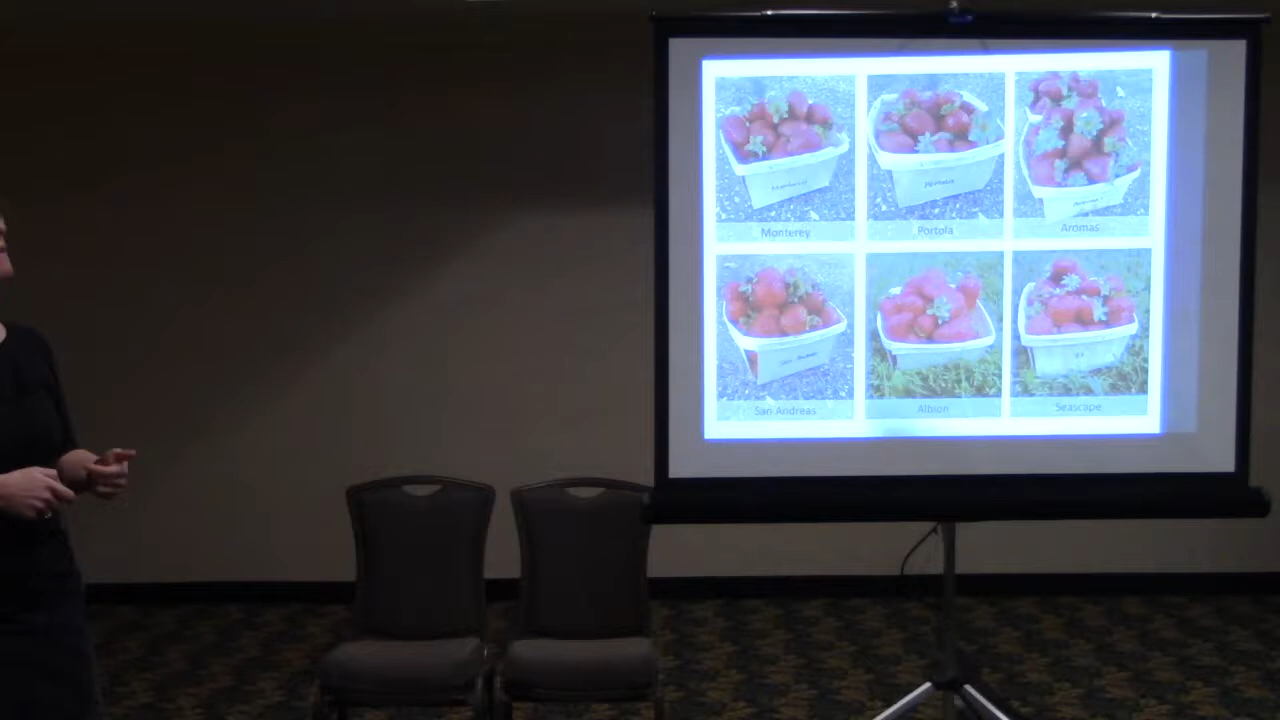 Monterey
Portola
Aromas
San Andreas
Albion
Seascape